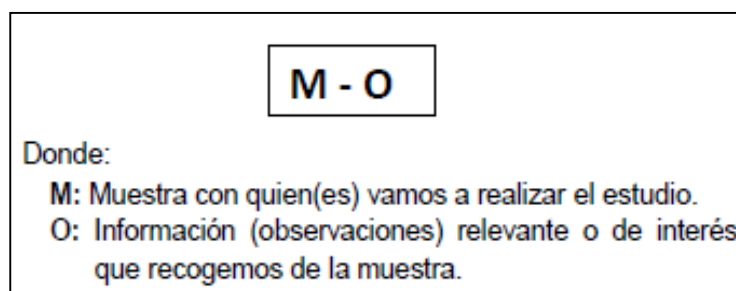 M - O
Donde:
M: Muestra con quien(es) vamos a realizar el estudio.
O: Información (observaciones) relevante o de interés
que recogemos de la muestra.